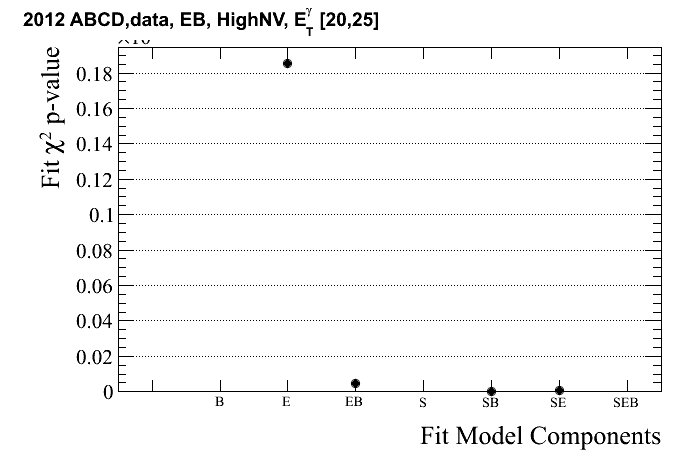 2012 ABCD,data, EB, HighNV, E_T^γ [20,25]
Fit χ² p-value
0.18
0.16
0.14
0.12
0.1
0.08
0.06
0.04
0.02
0
B E EB S SB SE SEB
Fit Model Components